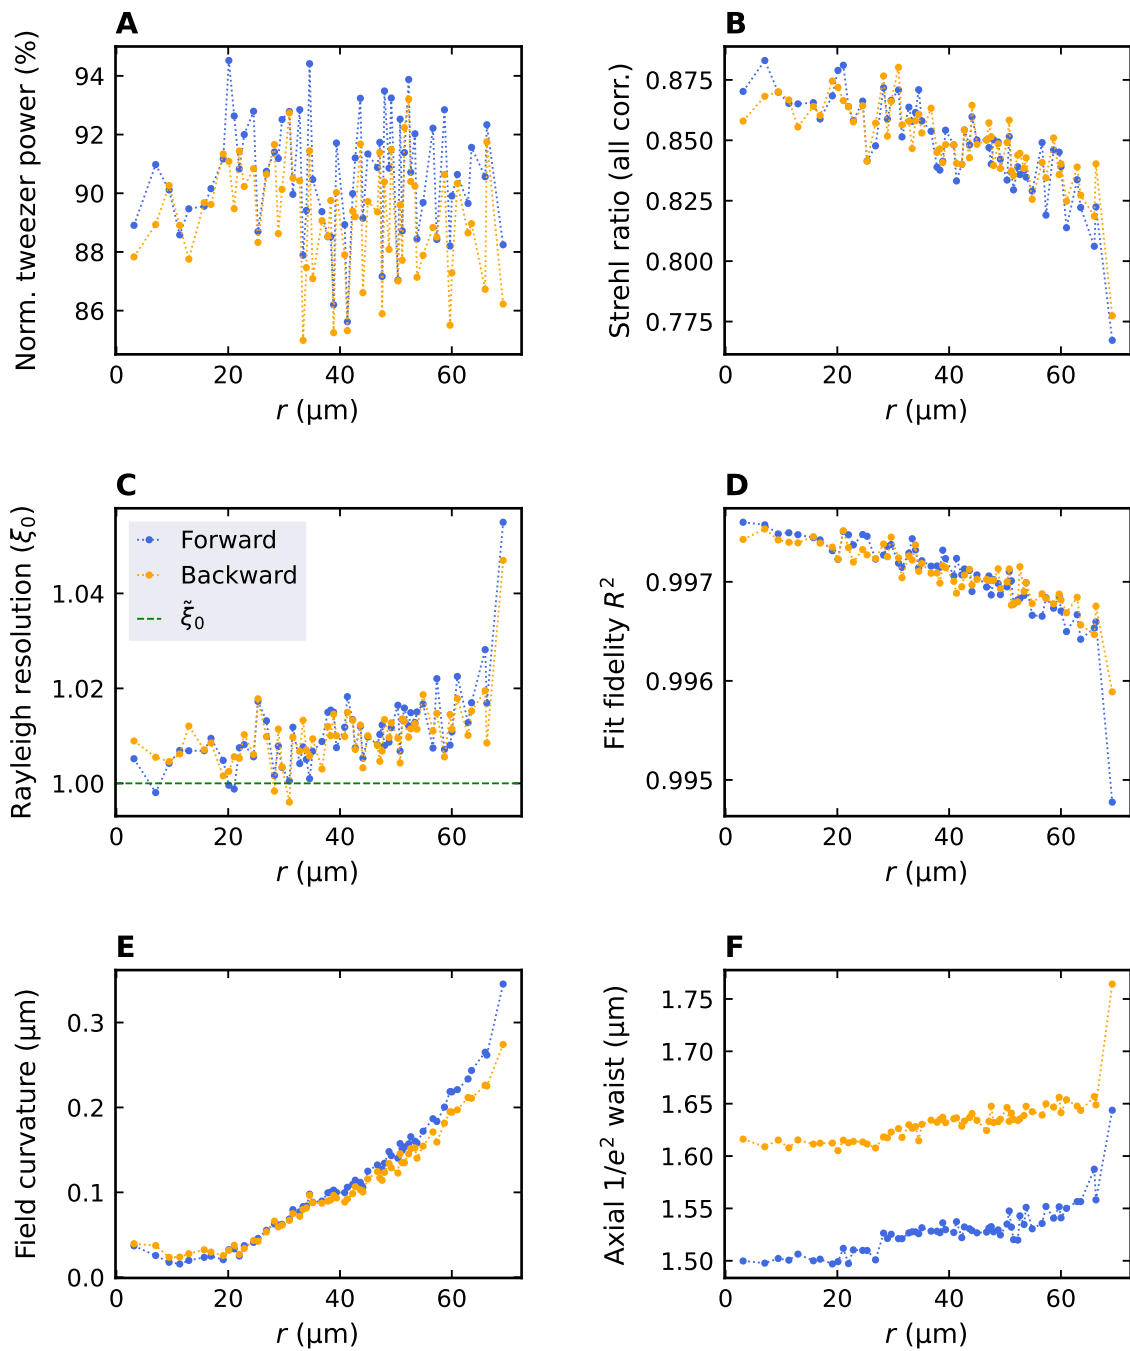 A
Norm. tweezer power (%)
94
92
90
88
86
0 20 40 60
r (μm)
B
Strehl ratio (all corr.)
0.875
0.850
0.825
0.800
0.775
0 20 40 60
r (μm)
C
Rayleigh resolution (ξ₀)
Forward
Backward
ξ̃₀
1.04
1.02
1.00
0 20 40 60
r (μm)
D
Fit fidelity R²
0.997
0.996
0.995
0 20 40 60
r (μm)
E
Field curvature (μm)
0.3
0.2
0.1
0.0
0 20 40 60
r (μm)
F
Axial 1/e² waist (μm)
1.75
1.70
1.65
1.60
1.55
1.50
0 20 40 60
r (μm)